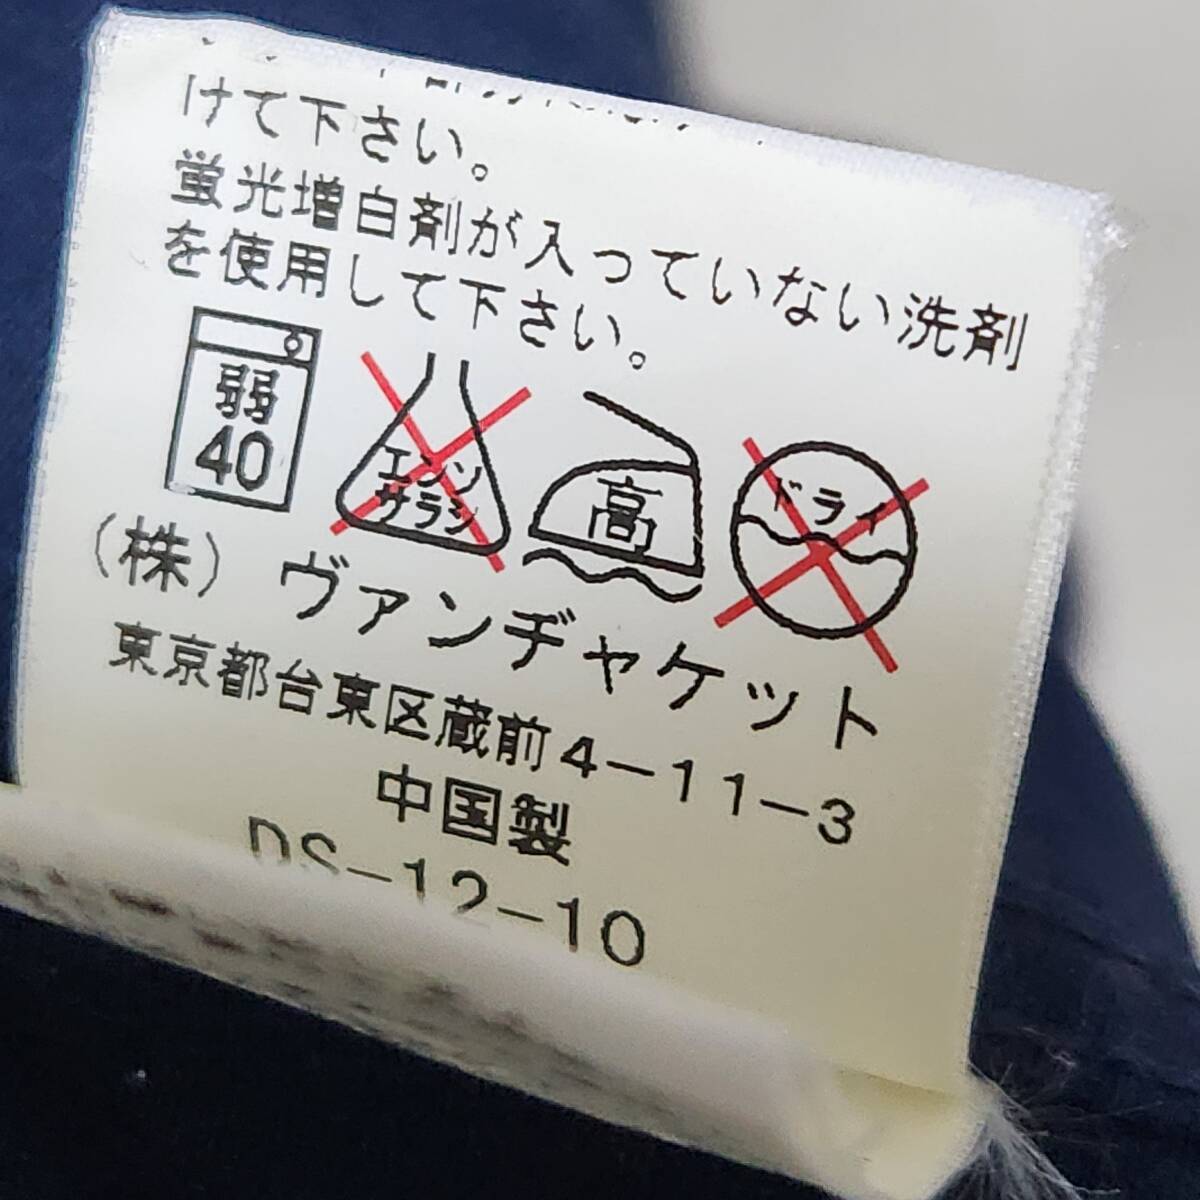 けて下さい。
蛍光増白剤が入っていない洗剤
を使用して下さい。
弱
40
エンソ
サラシ
高
ドライ
(株) ヴァンヂャケット
東京都台東区蔵前4-11-3
中国製
DS-12-10